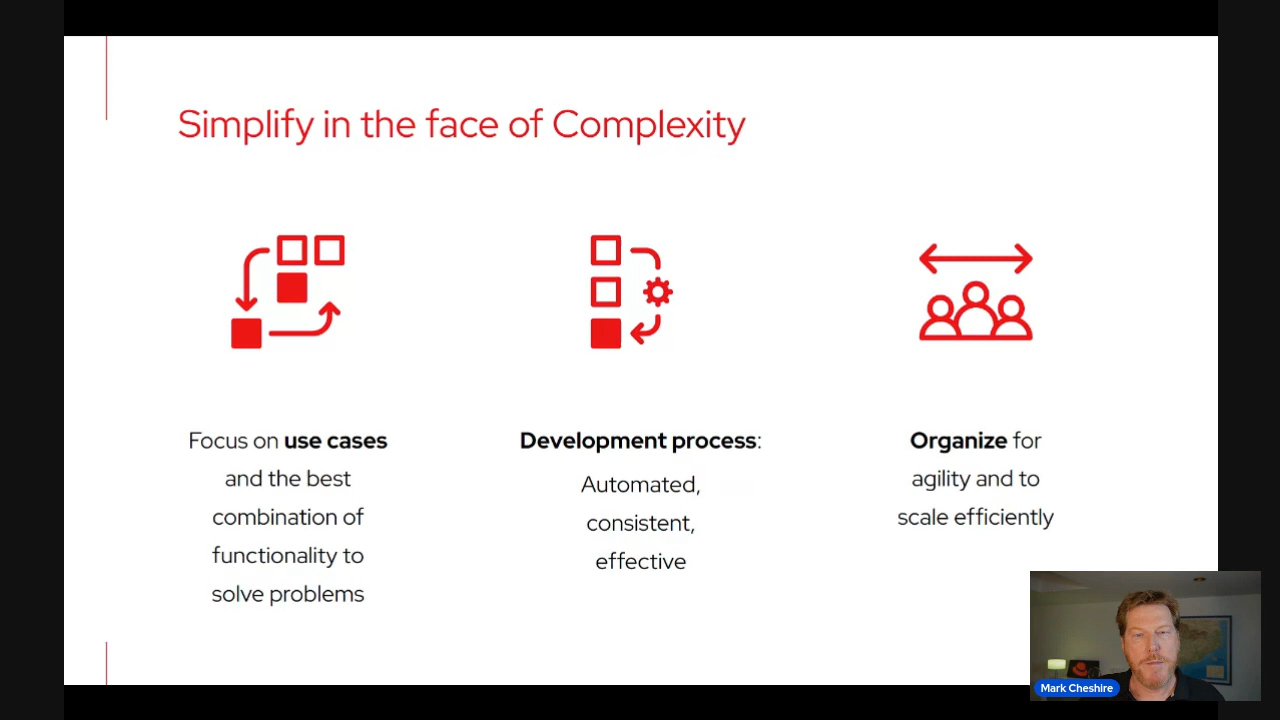 Simplify in the face of Complexity
Focus on use cases
and the best
combination of
functionality to
solve problems
Development process:
Automated,
consistent,
effective
Organize for
agility and to
scale efficiently
Mark Cheshire